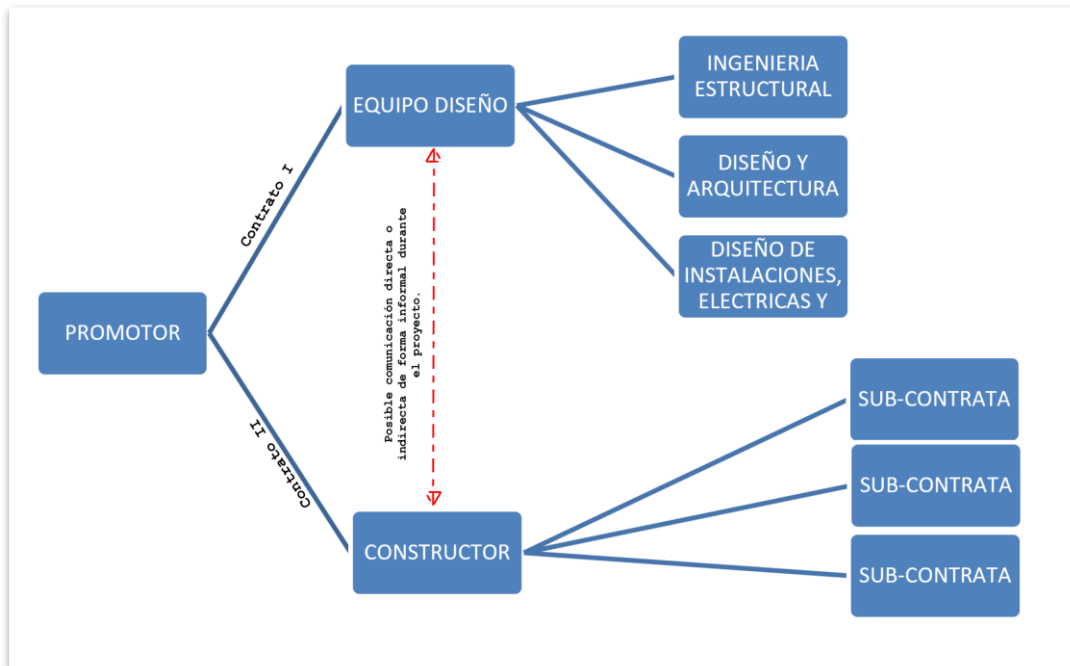 PROMOTOR
Contrato I
Contrato II
EQUIPO DISEÑO
Posible comunicación directa o
indirecta de forma informal durante
el proyecto.
CONSTRUCTOR
INGENIERIA
ESTRUCTURAL
DISEÑO Y
ARQUITECTURA
DISEÑO DE
INSTALACIONES,
ELECTRICAS Y
SUB-CONTRATA
SUB-CONTRATA
SUB-CONTRATA